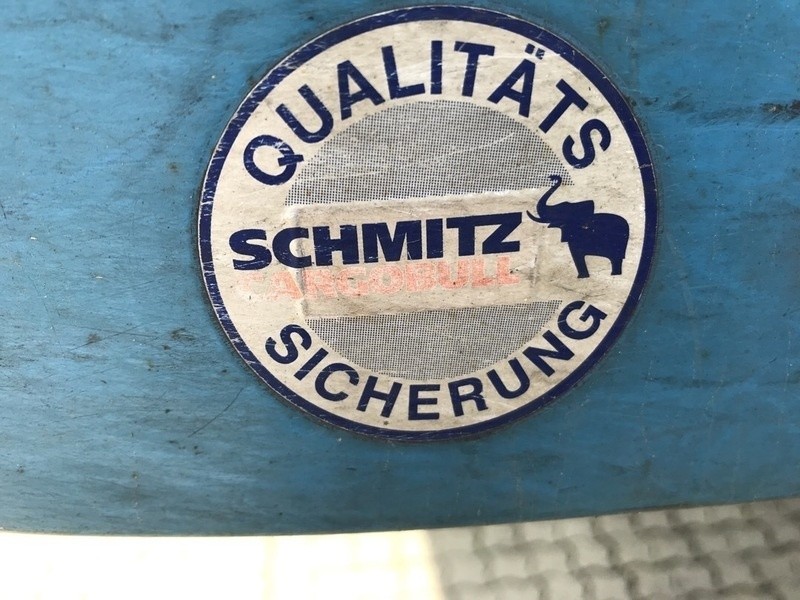 QUALITÄTS
SCHMITZ
CARGOBULL
SICHERUNG